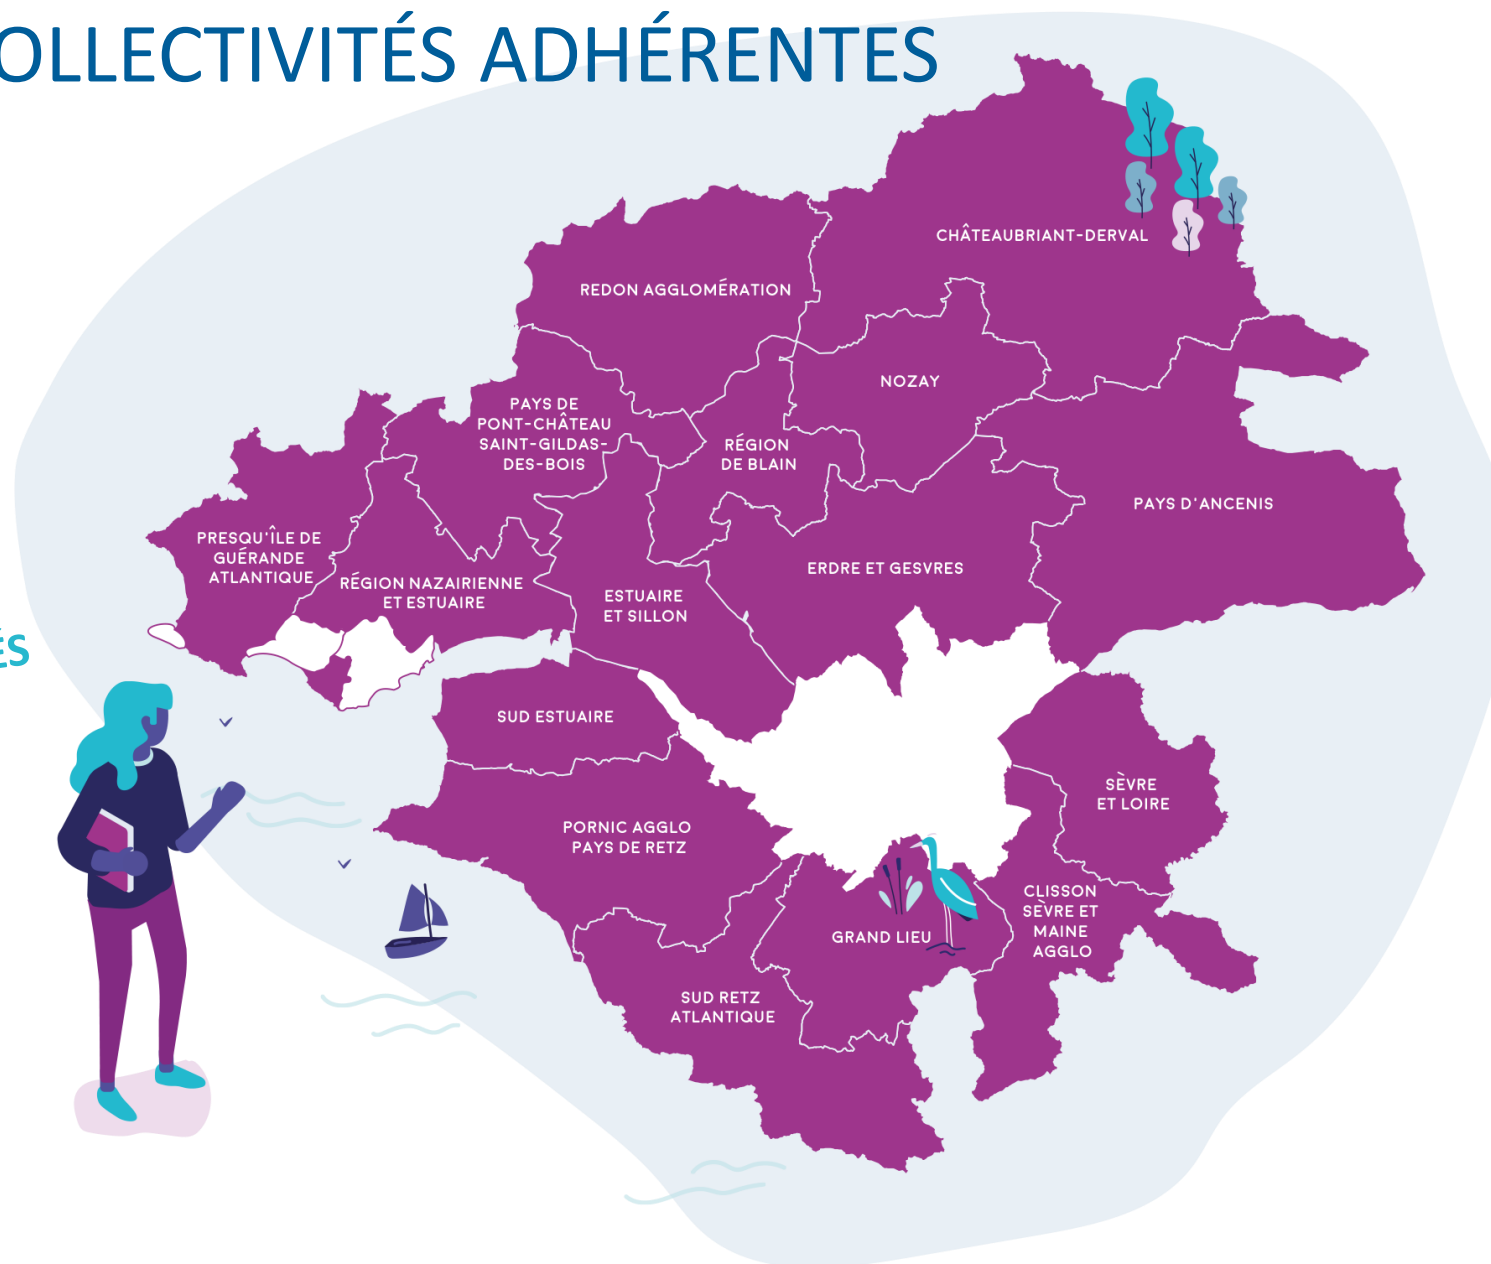 OLLECTIVITÉS ADHÉRENTES
CHÂTEAUBRIANT-DERVAL
REDON AGGLOMÉRATION
NOZAY
PAYS DE
PONT-CHÂTEAU
SAINT-GILDAS-
DES-BOIS
RÉGION
DE BLAIN
PAYS D'ANCENIS
PRESQU'ÎLE DE
GUÉRANDE
ATLANTIQUE
RÉGION NAZAIRIENNE
ET ESTUAIRE
ESTUAIRE
ET SILLON
ERDRE ET GESVRES
ÉS
SUD ESTUAIRE
SÈVRE
ET LOIRE
PORNIC AGGLO
PAYS DE RETZ
CLISSON
SÈVRE ET
MAINE
AGGLO
GRAND LIEU
SUD RETZ
ATLANTIQUE